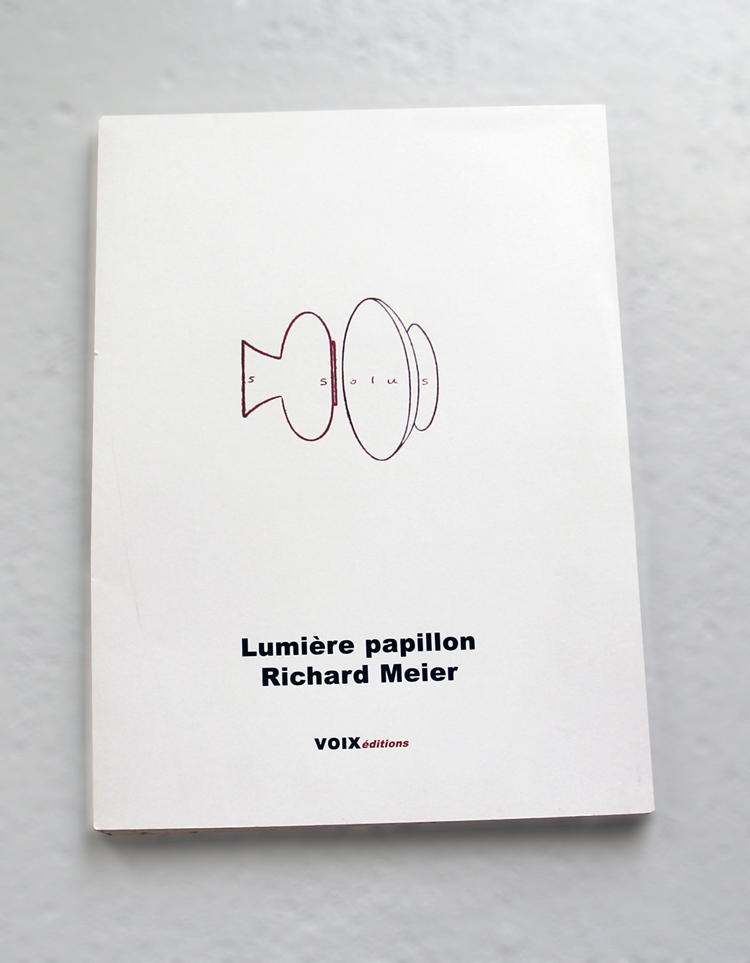 s s o l u s
Lumière papillon
Richard Meier
VOIXéditions